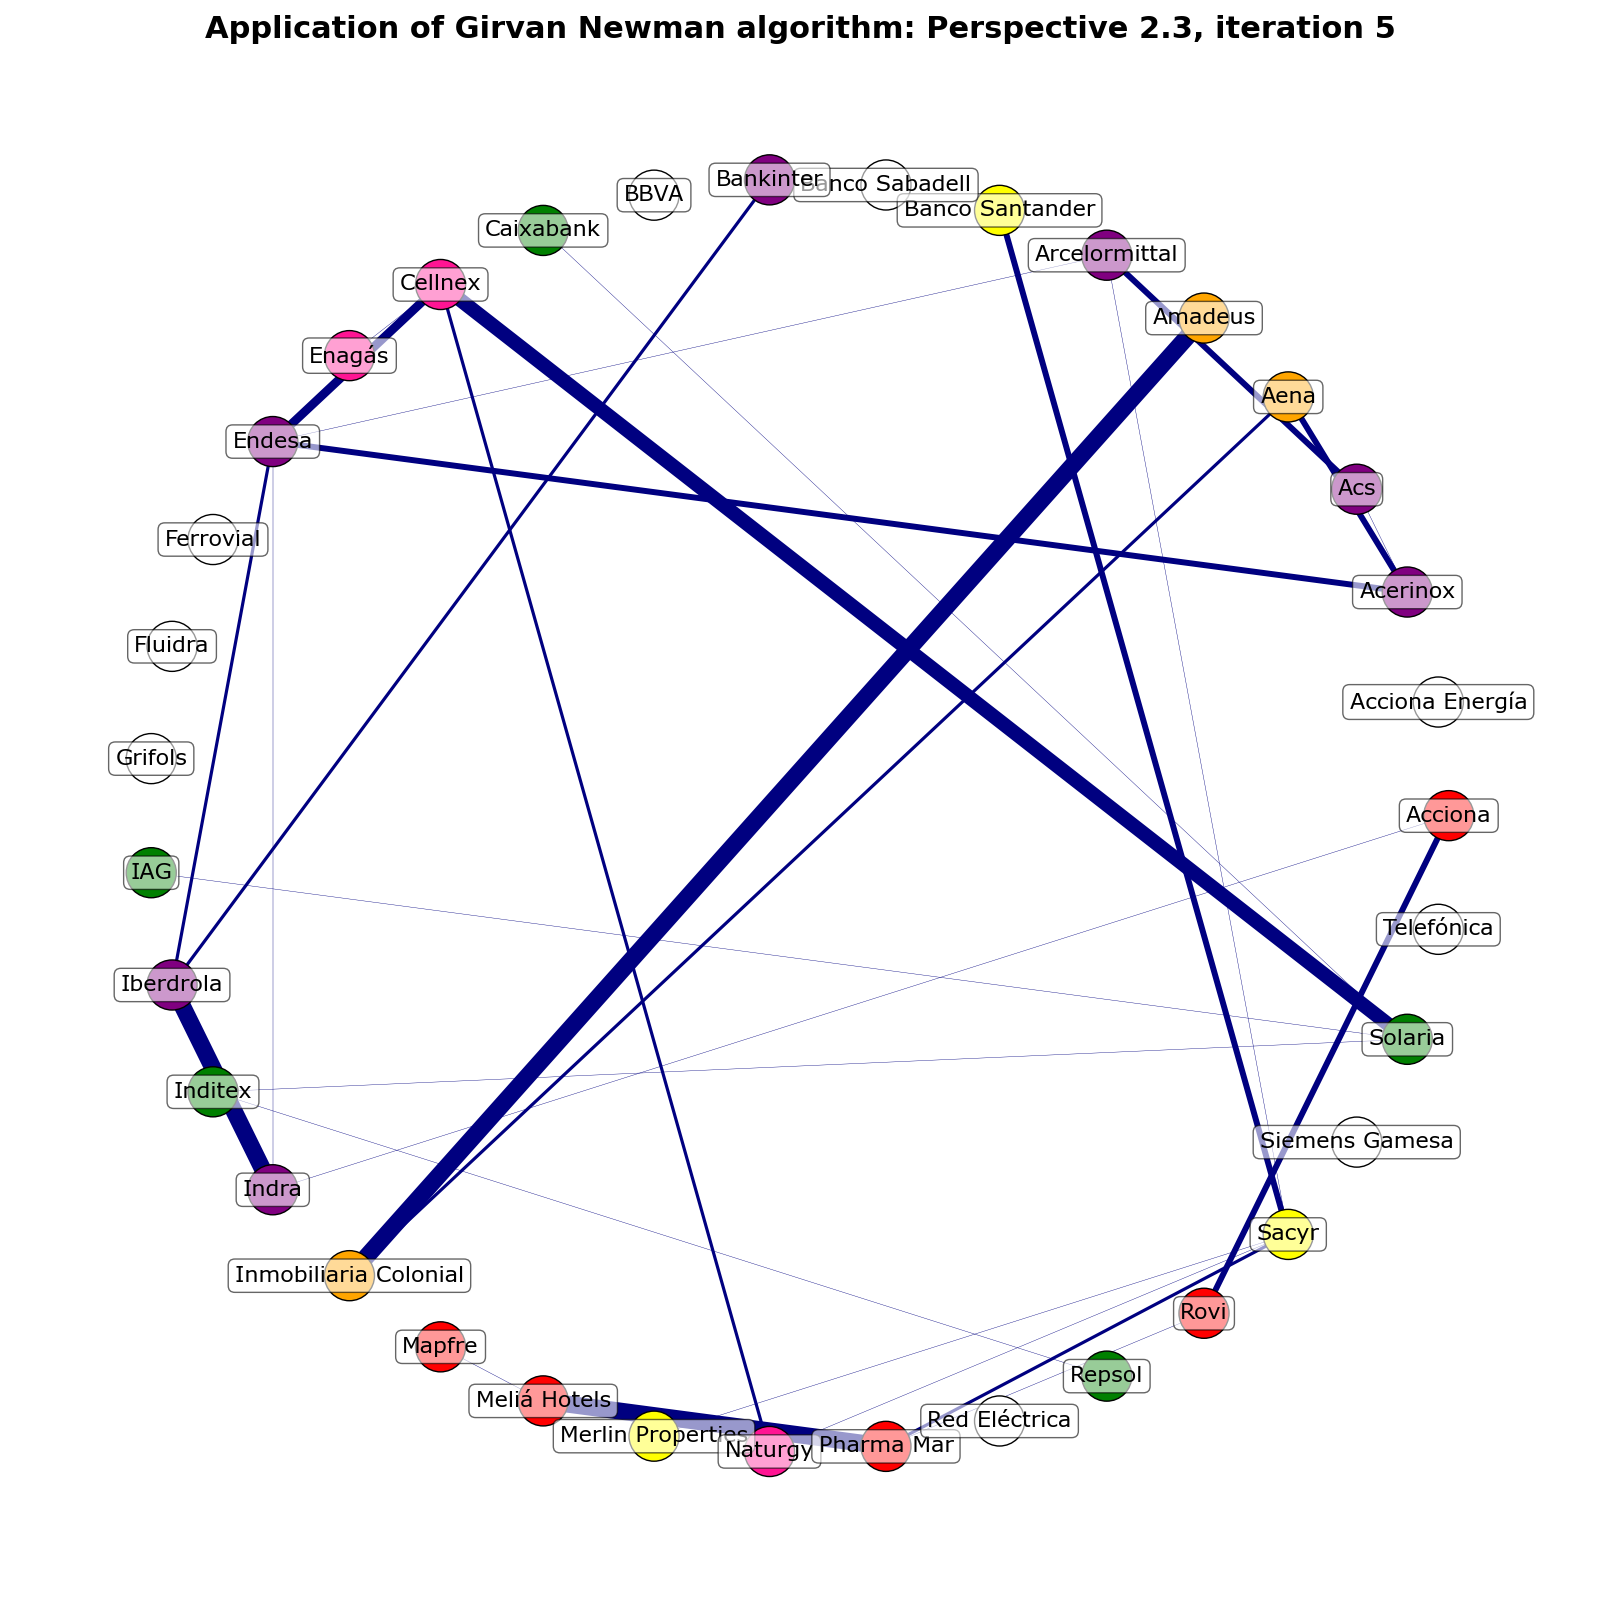 Application of Girvan Newman algorithm: Perspective 2.3, iteration 5
Bankinter
Banco Sabadell
BBVA
Banco Santander
Caixabank
Arcelormittal
Cellnex
Amadeus
Enagás
Aena
Endesa
Acs
Ferrovial
Acerinox
Fluidra
Acciona Energía
Grifols
Acciona
IAG
Telefónica
Iberdrola
Solaria
Inditex
Siemens Gamesa
Indra
Sacyr
Inmobiliaria Colonial
Rovi
Mapfre
Repsol
Meliá Hotels
Red Eléctrica
Merlin Properties
Naturgy
Pharma Mar